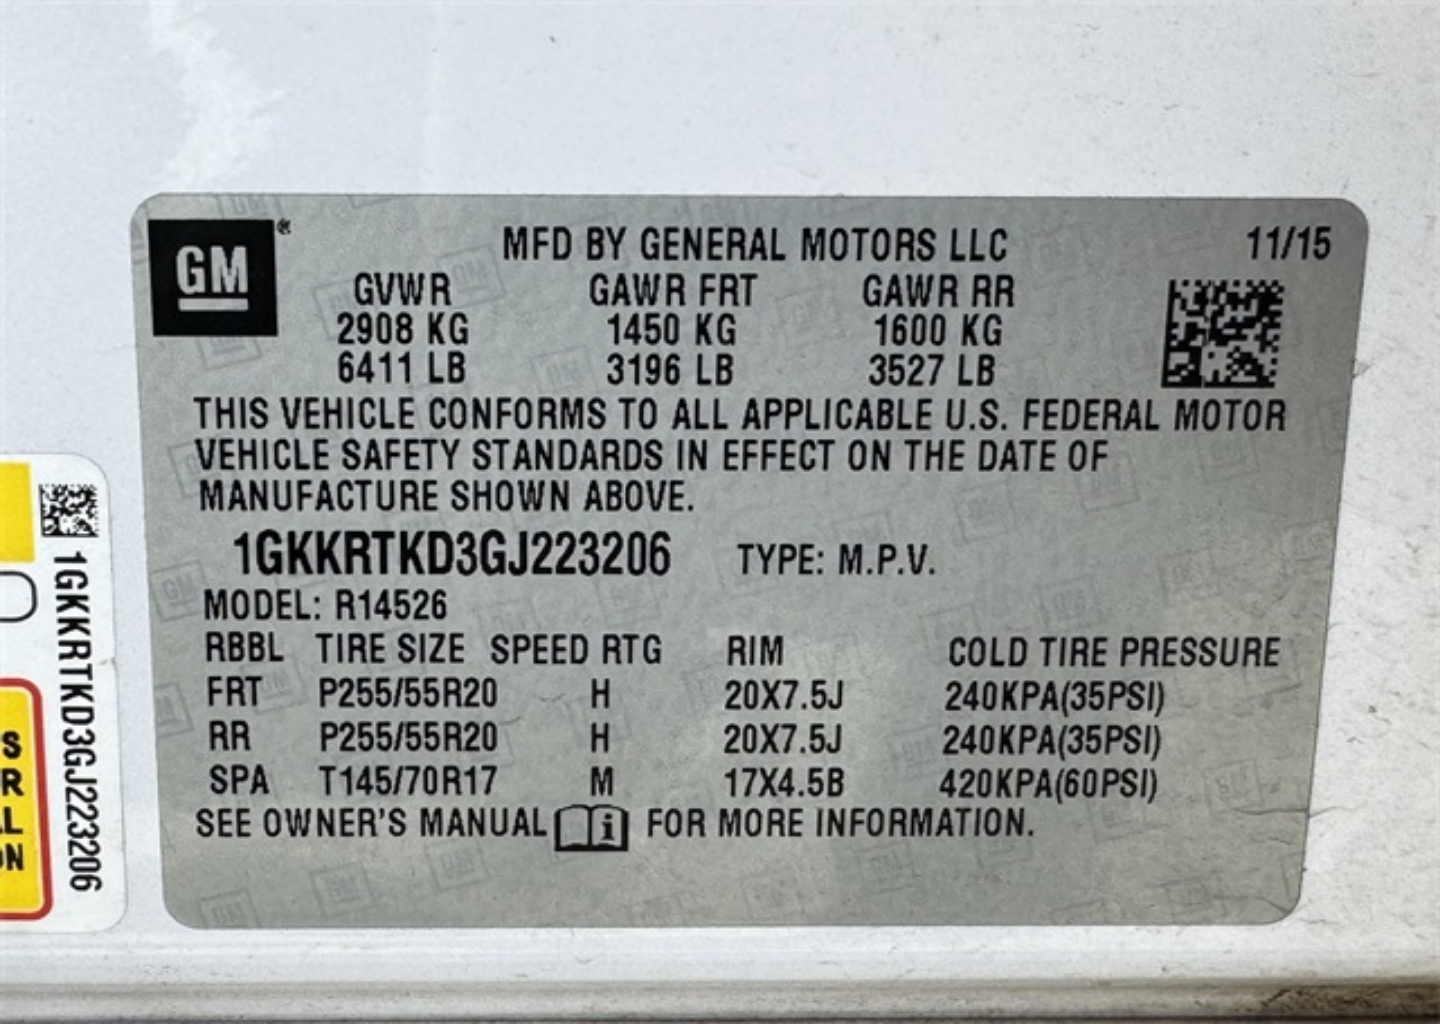 GM®
MFD BY GENERAL MOTORS LLC 11/15
GVWR GAWR FRT GAWR RR
2908 KG 1450 KG 1600 KG
6411 LB 3196 LB 3527 LB
THIS VEHICLE CONFORMS TO ALL APPLICABLE U.S. FEDERAL MOTOR
VEHICLE SAFETY STANDARDS IN EFFECT ON THE DATE OF
MANUFACTURE SHOWN ABOVE.
1GKKRTKD3GJ223206 TYPE: M.P.V.
MODEL: R14526
RBBL TIRE SIZE SPEED RTG RIM COLD TIRE PRESSURE
FRT P255/55R20 H 20X7.5J 240KPA(35PSI)
RR P255/55R20 H 20X7.5J 240KPA(35PSI)
SPA T145/70R17 M 17X4.5B 420KPA(60PSI)
SEE OWNER'S MANUAL i FOR MORE INFORMATION.
1GKKRTKD3GJ223206
S
R
LL
ON